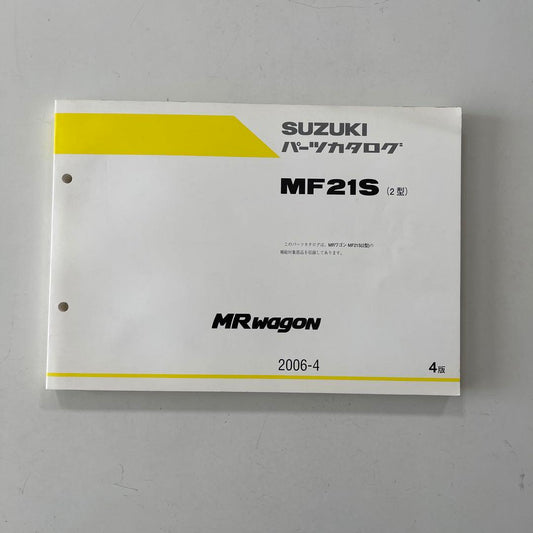 SUZUKI
パーツカタログ
MF21S (2型)
このパーツカタログは、MRワゴン MF21S(2型)の
補給対象部品を収録してあります。
MRwagon
2006-4
4版